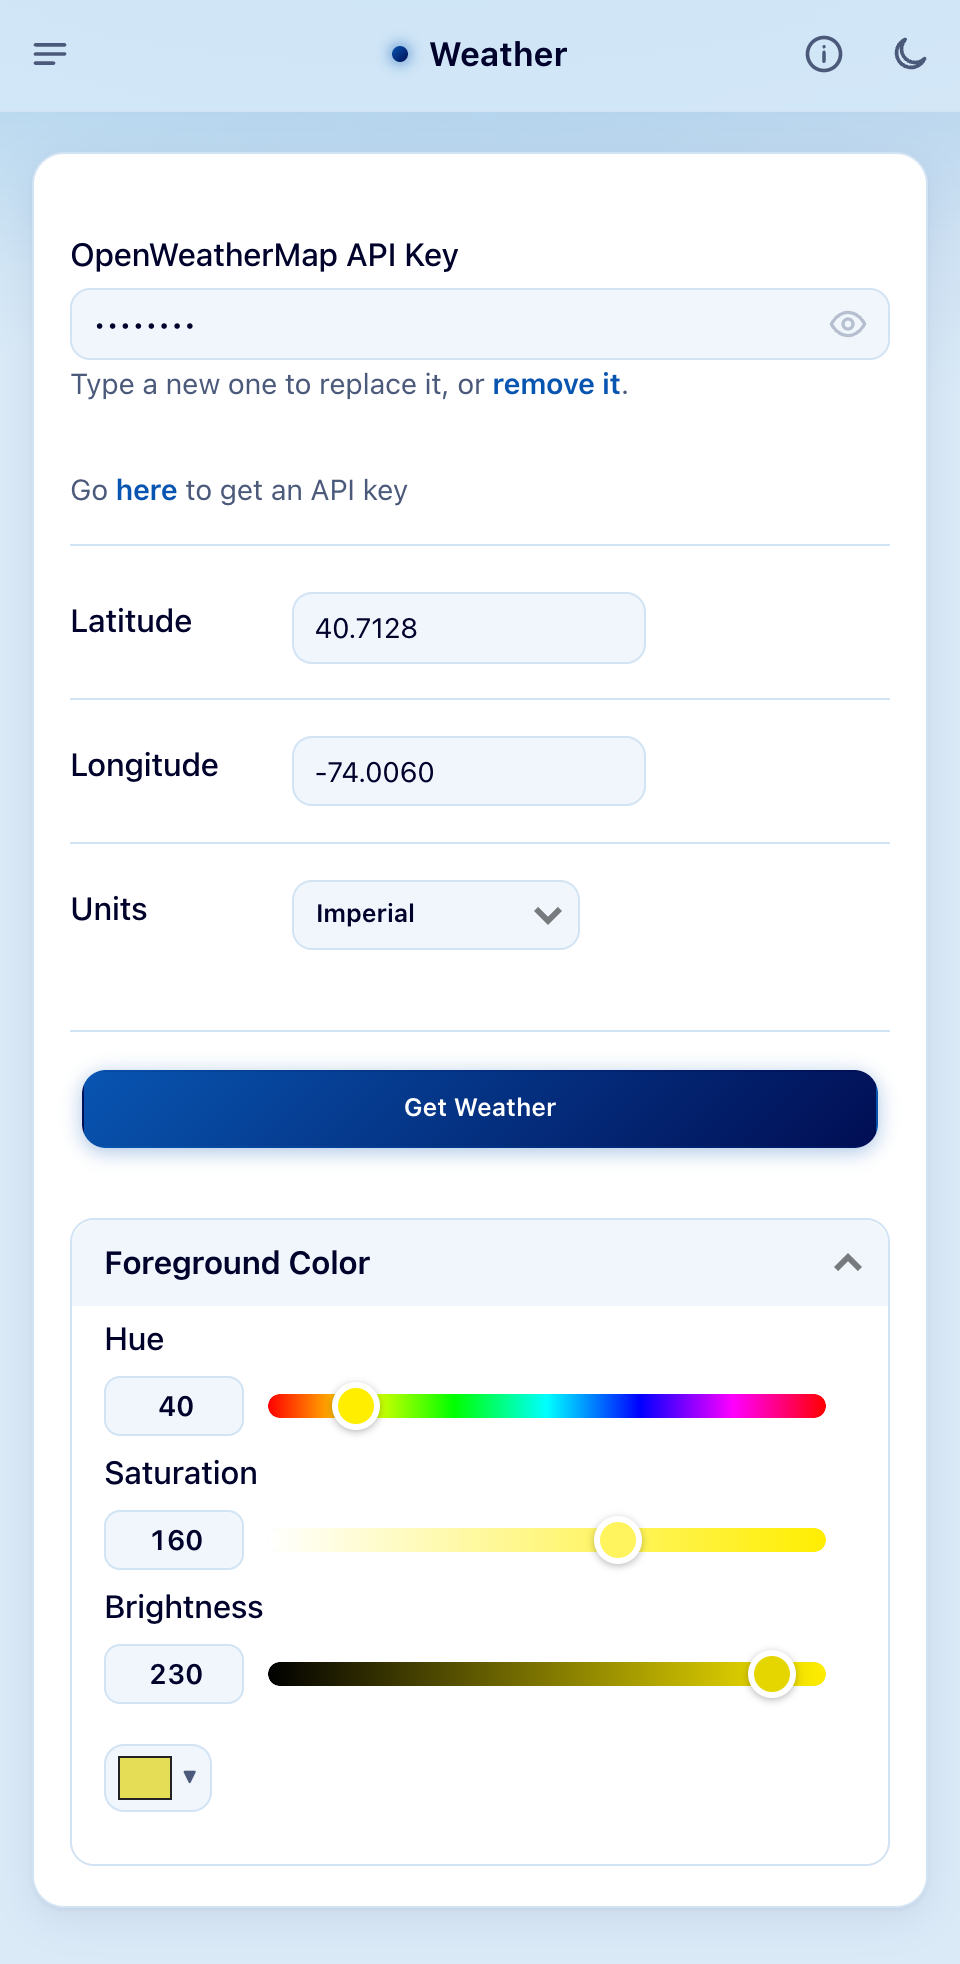 Weather
OpenWeatherMap API Key
••••••••
Type a new one to replace it, or remove it.
Go here to get an API key
Latitude
40.7128
Longitude
-74.0060
Units
Imperial
Get Weather
Foreground Color
Hue
40
Saturation
160
Brightness
230